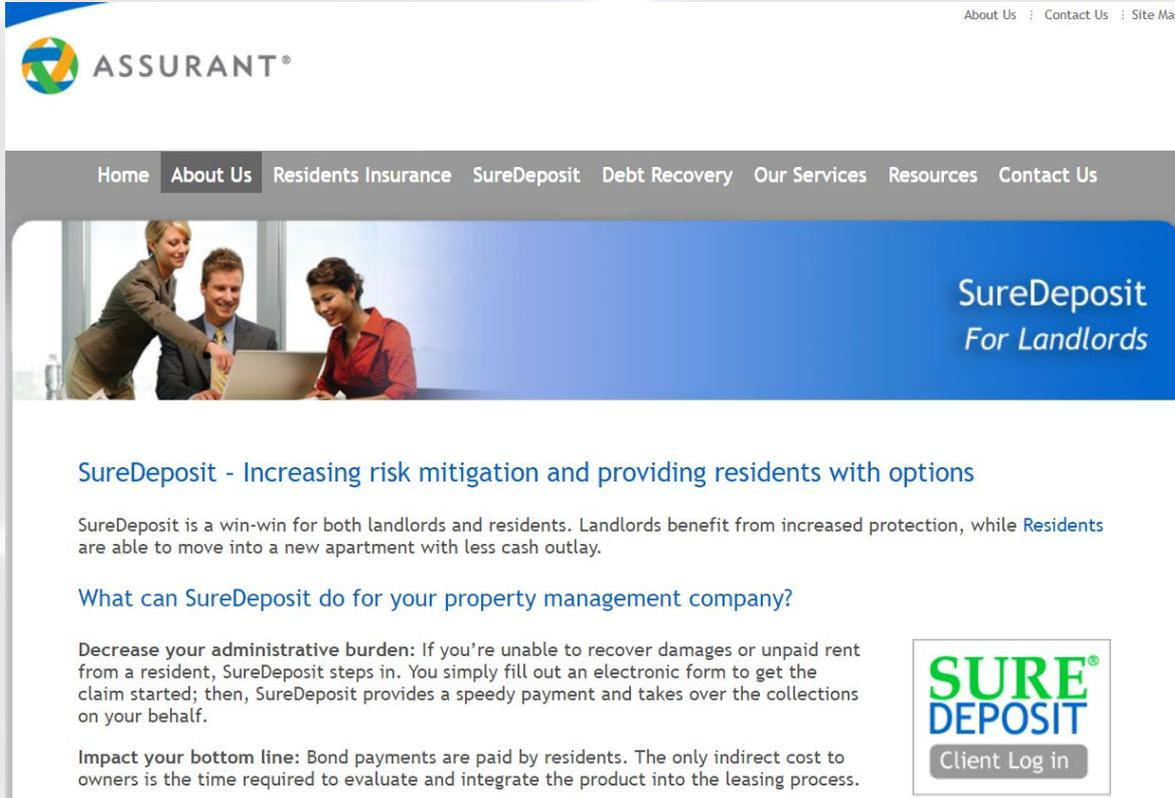 About Us ⋮ Contact Us ⋮ Site Ma
ASSURANT®
Home About Us Residents Insurance SureDeposit Debt Recovery Our Services Resources Contact Us
SureDeposit
For Landlords
SureDeposit – Increasing risk mitigation and providing residents with options
SureDeposit is a win-win for both landlords and residents. Landlords benefit from increased protection, while Residents
are able to move into a new apartment with less cash outlay.
What can SureDeposit do for your property management company?
Decrease your administrative burden: If you’re unable to recover damages or unpaid rent
from a resident, SureDeposit steps in. You simply fill out an electronic form to get the
claim started; then, SureDeposit provides a speedy payment and takes over the collections
on your behalf.
Impact your bottom line: Bond payments are paid by residents. The only indirect cost to
owners is the time required to evaluate and integrate the product into the leasing process.
SURE®
DEPOSIT
Client Log in